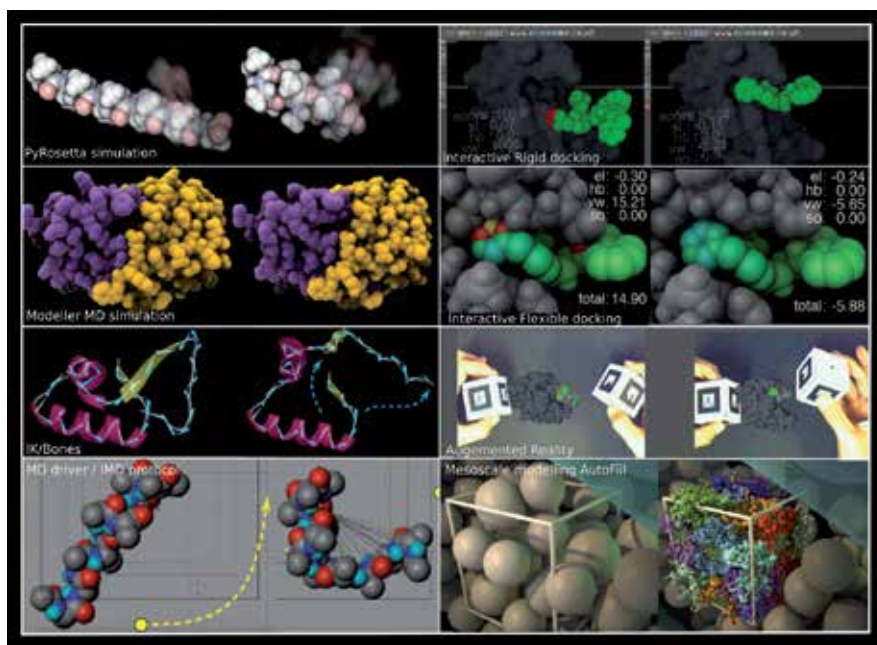 PyRosetta simulation
Interactive Rigid docking
el: -0.30
hb: 0.00
vw: 15.21
so: 0.00
total: 14.90
el: -0.24
hb: 0.00
vw: -5.65
so: 0.00
total: -5.88
Modeller MD simulation
Interactive Flexible docking
IK/Bones
Augmented Reality
MD driver / IMD protocol
Mesoscale modelling AutoFill